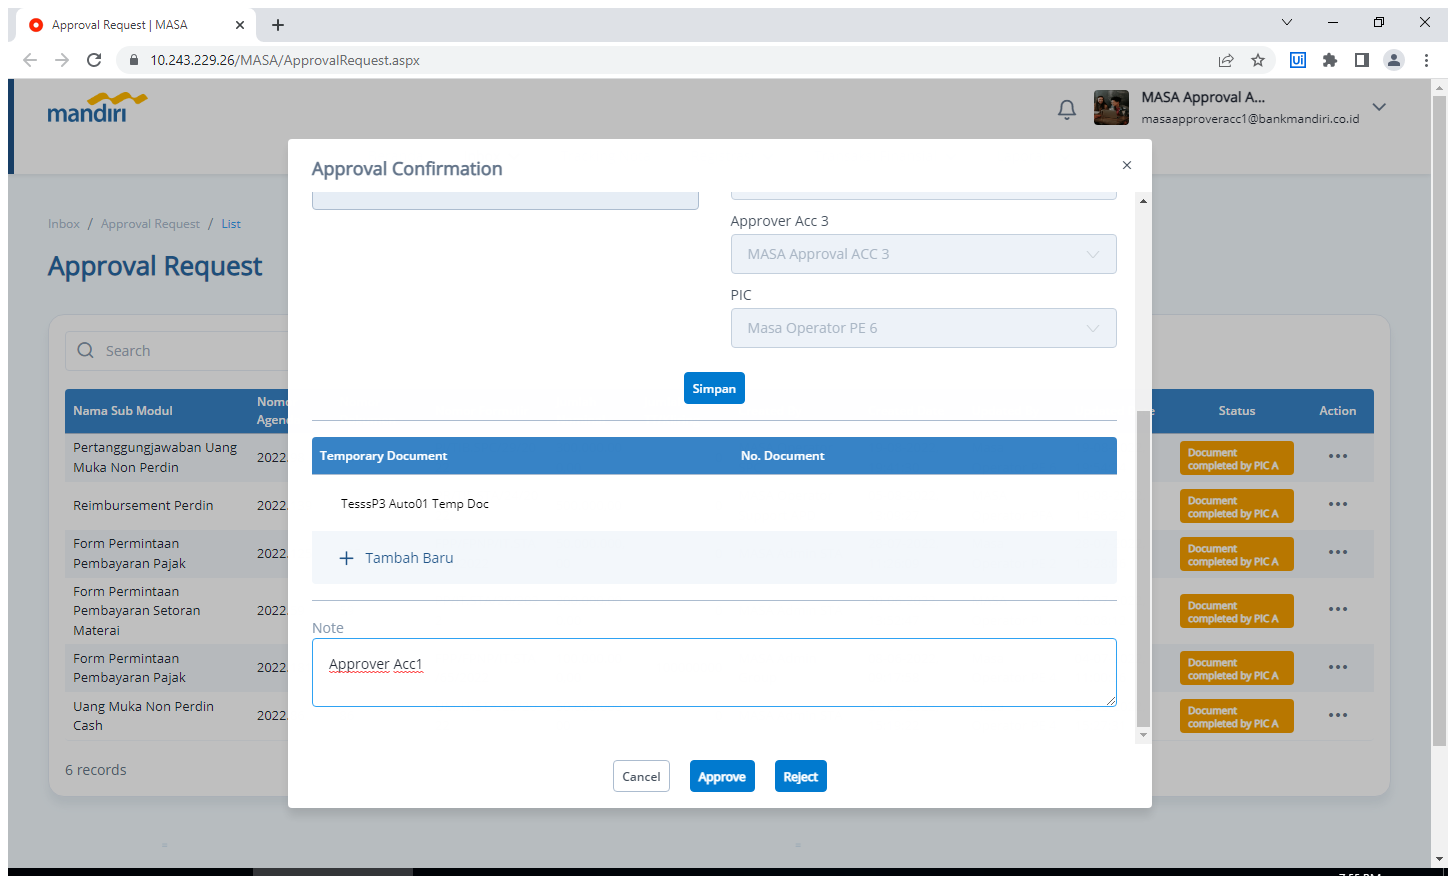 Approval Request | MASA
10.243.229.26/MASA/ApprovalRequest.aspx
Ui
mandiri
MASA Approval A...
masaapproveracc1@bankmandiri.co.id
Inbox / Approval Request / List
Approval Request
Search
Nama Sub Modul
Status
Action
Pertanggungjawaban Uang
Muka Non Perdin
2022.
Document
completed by PIC A
Reimbursement Perdin
2022.
Document
completed by PIC A
Form Permintaan
Pembayaran Pajak
2022.
Document
completed by PIC A
Form Permintaan
Pembayaran Setoran
Materai
2022.
Document
completed by PIC A
Form Permintaan
Pembayaran Pajak
2022.
Document
completed by PIC A
Uang Muka Non Perdin
Cash
2022.
Document
completed by PIC A
6 records
Approval Confirmation
Approver Acc 3
MASA Approval ACC 3
PIC
Masa Operator PE 6
Simpan
Temporary Document
No. Document
TesssP3 Auto01 Temp Doc
+ Tambah Baru
Note
Approver Acc1
Cancel
Approve
Reject